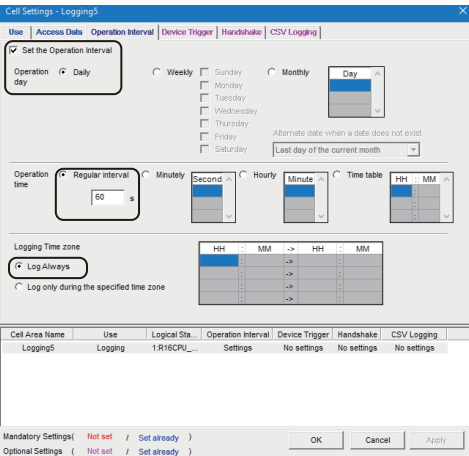 Cell Settings - Logging5
Use Access Data Operation Interval Device Trigger Handshake CSV Logging
Set the Operation Interval
Operation day Daily Weekly Sunday Monthly Day
Monday
Tuesday
Wednesday
Thursday
Friday Alternate date when a date does not exist
Saturday Last day of the current month
Operation time Regular interval Minutely Second Hourly Minute Time table HH : MM
60 s
Logging Time zone
HH : MM -> HH : MM
Log Always : -> :
: -> :
Log only during the specified time zone : -> :
: -> :
Cell Area Name Use Logical Sta... Operation Interval Device Trigger Handshake CSV Logging
Logging5 Logging 1:R16CPU_... Settings No settings No settings No settings
Mandatory Settings( Not set / Set already ) OK Cancel Apply
Optional Settings ( Not set / Set already )